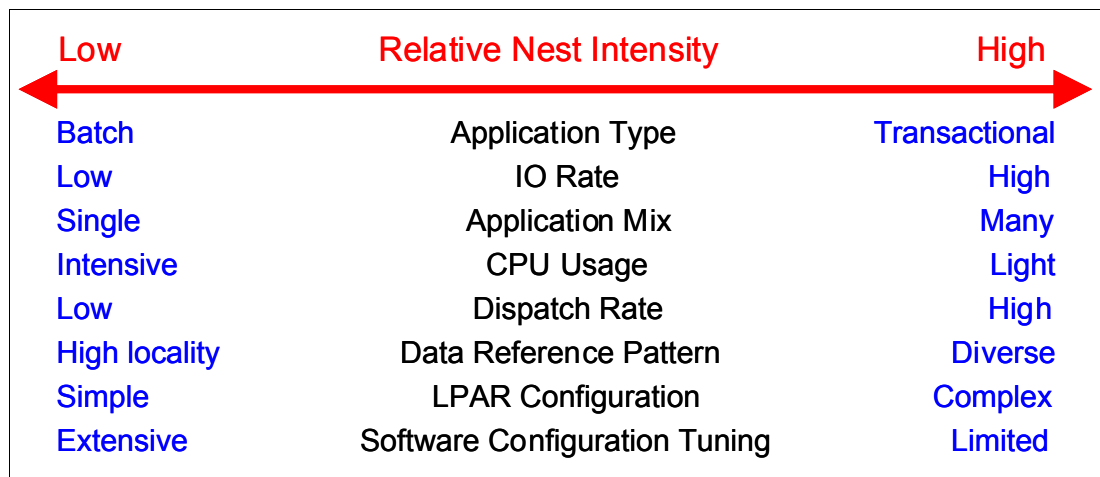 Low Relative Nest Intensity High
Batch Application Type Transactional
Low IO Rate High
Single Application Mix Many
Intensive CPU Usage Light
Low Dispatch Rate High
High locality Data Reference Pattern Diverse
Simple LPAR Configuration Complex
Extensive Software Configuration Tuning Limited